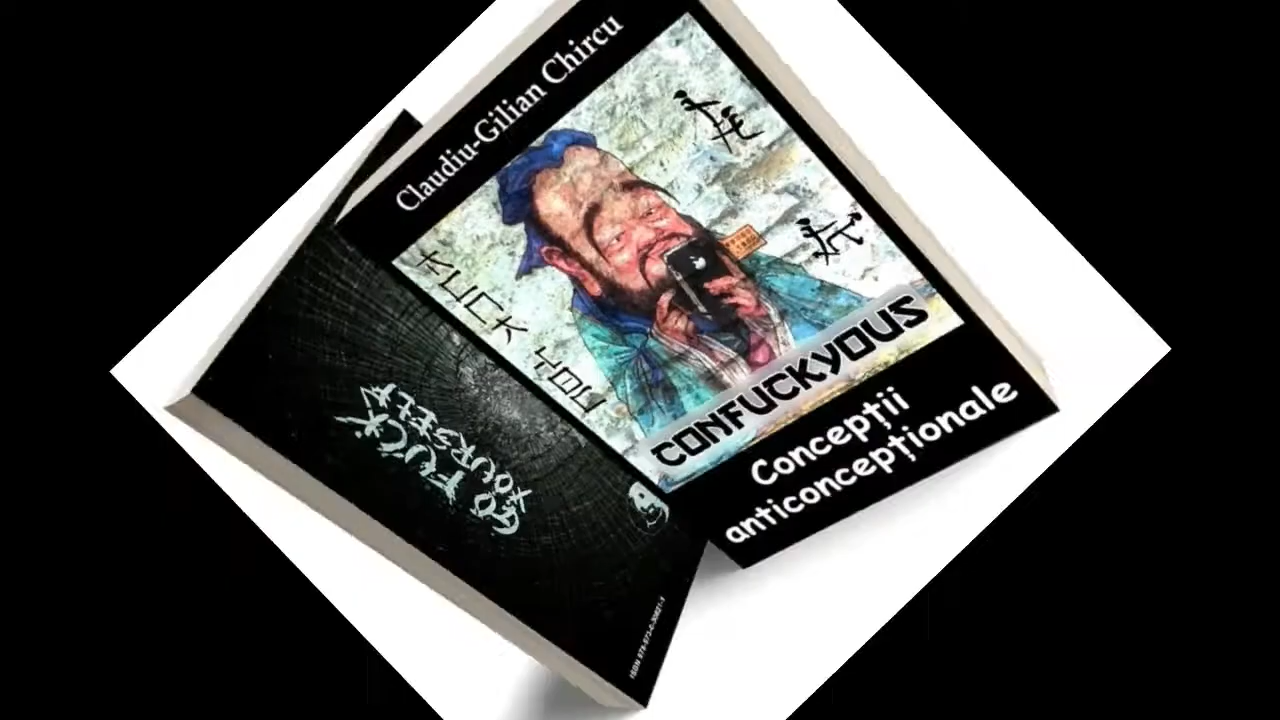 Claudiu-Gilian Chircu
FUCK YOU
CONFUCKYOUS
Concepții
anticoncepționale
GO FUCK
YOURSELF